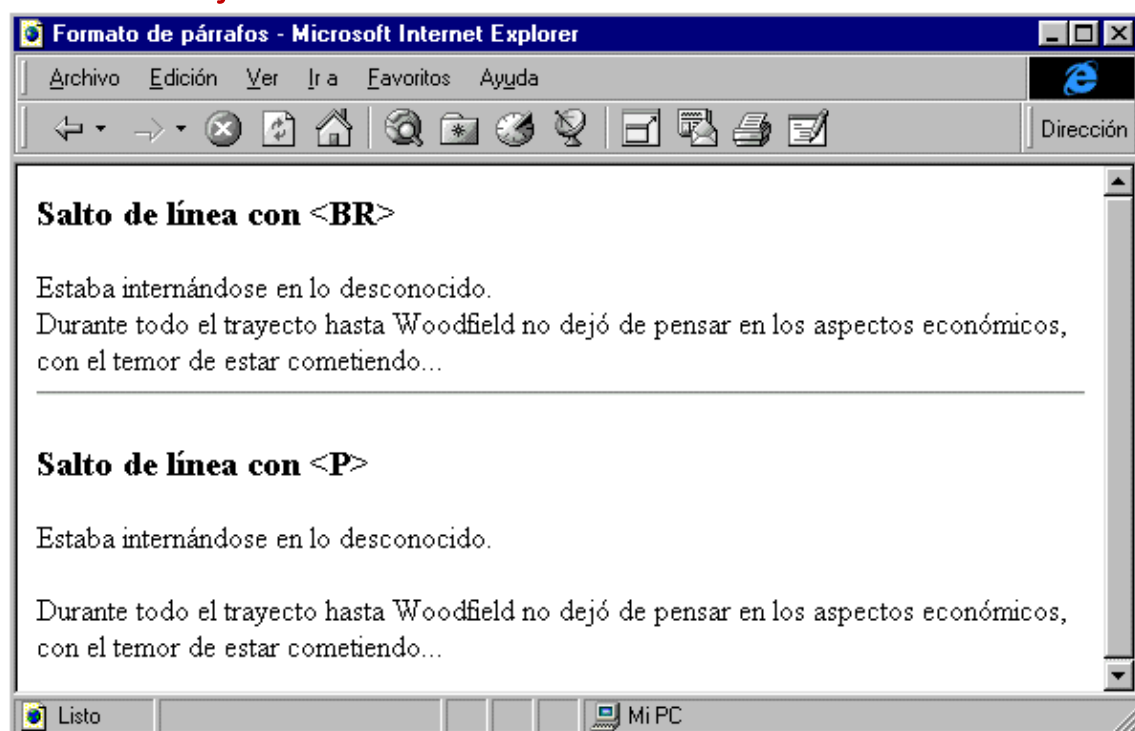 Formato de párrafos - Microsoft Internet Explorer
Archivo Edición Ver Ir a Favoritos Ayuda
Dirección
Salto de línea con <BR>
Estaba internándose en lo desconocido.
Durante todo el trayecto hasta Woodfield no dejó de pensar en los aspectos económicos,
con el temor de estar cometiendo...
Salto de línea con <P>
Estaba internándose en lo desconocido.
Durante todo el trayecto hasta Woodfield no dejó de pensar en los aspectos económicos,
con el temor de estar cometiendo...
Listo
Mi PC